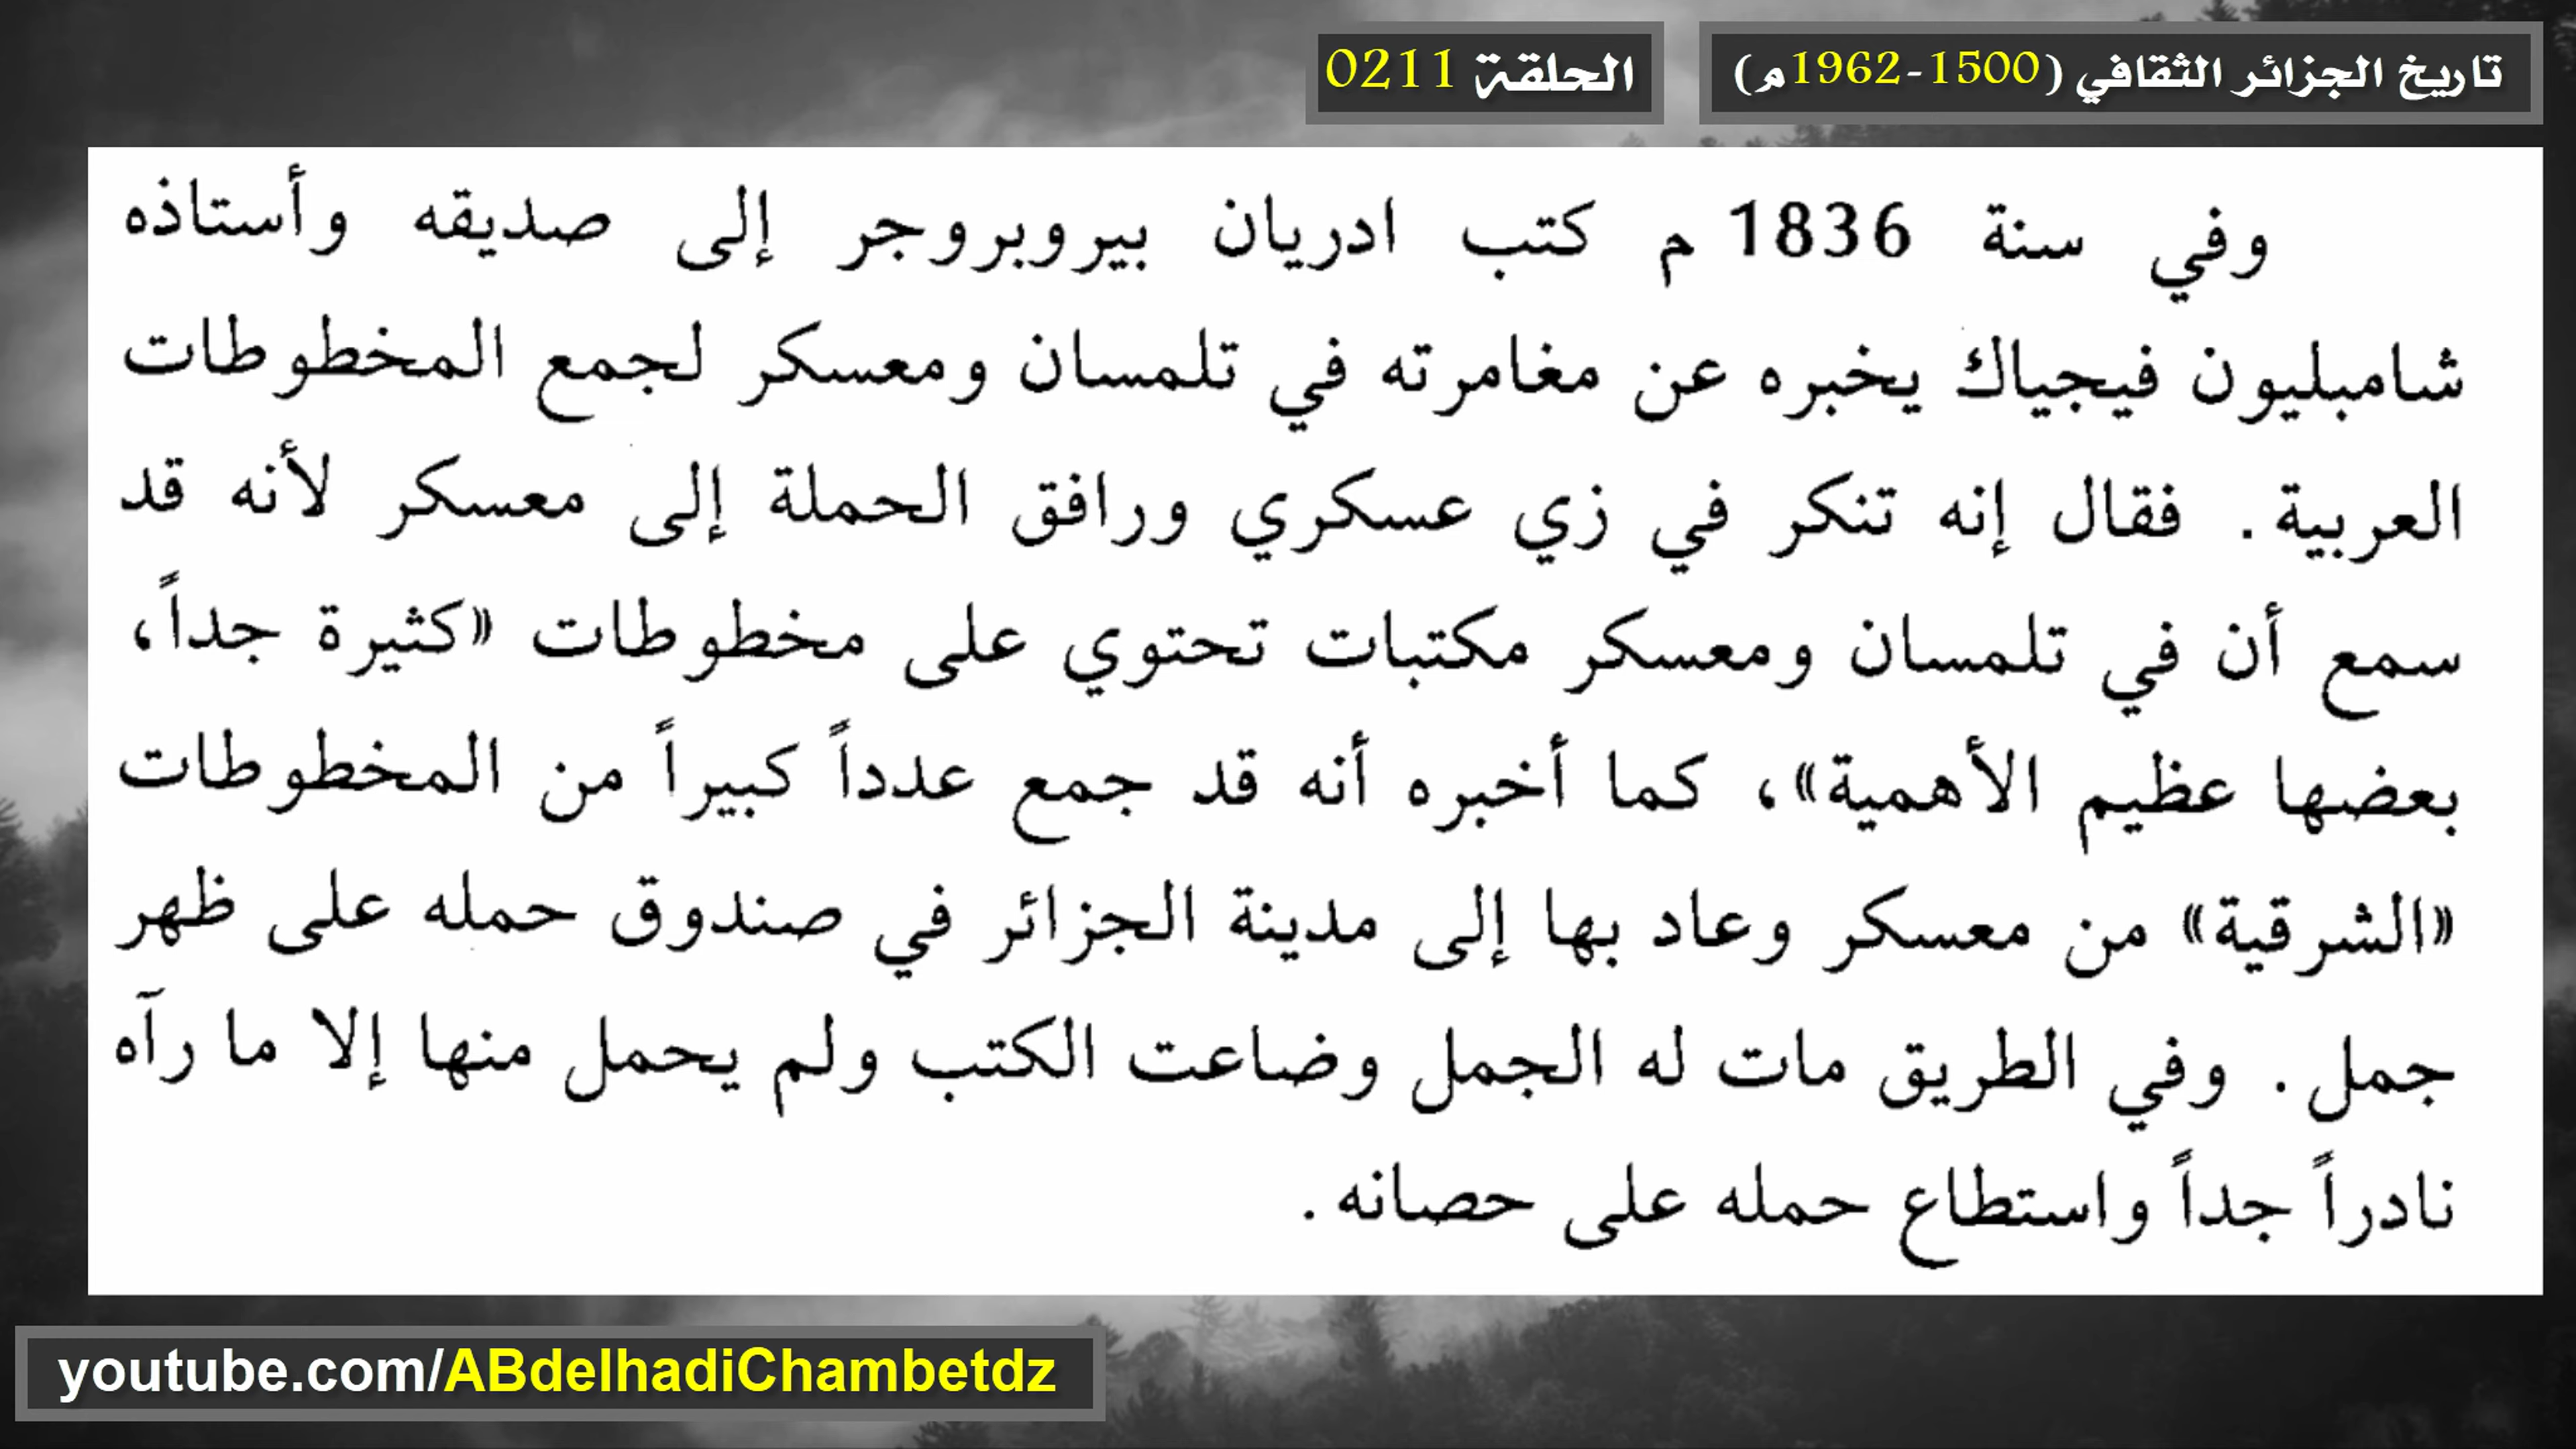 تاريخ الجزائر الثقافي (1500-1962م)
الحلقة 0211
وفي سنة 1836 م كتب ادريان بيروبروجر إلى صديقه وأستاذه
شامبليون فيجياك يخبره عن مغامرته في تلمسان ومعسكر لجمع المخطوطات
العربية. فقال إنه تنكر في زي عسكري ورافق الحملة إلى معسكر لأنه قد
سمع أن في تلمسان ومعسكر مكتبات تحتوي على مخطوطات «كثيرة جداً،
بعضها عظيم الأهمية»، كما أخبره أنه قد جمع عدداً كبيراً من المخطوطات
«الشرقية» من معسكر وعاد بها إلى مدينة الجزائر في صندوق حمله على ظهر
جمل. وفي الطريق مات له الجمل وضاعت الكتب ولم يحمل منها إلا ما رآه
نادراً جداً واستطاع حمله على حصانه.
youtube.com/ABdelhadiChambetdz